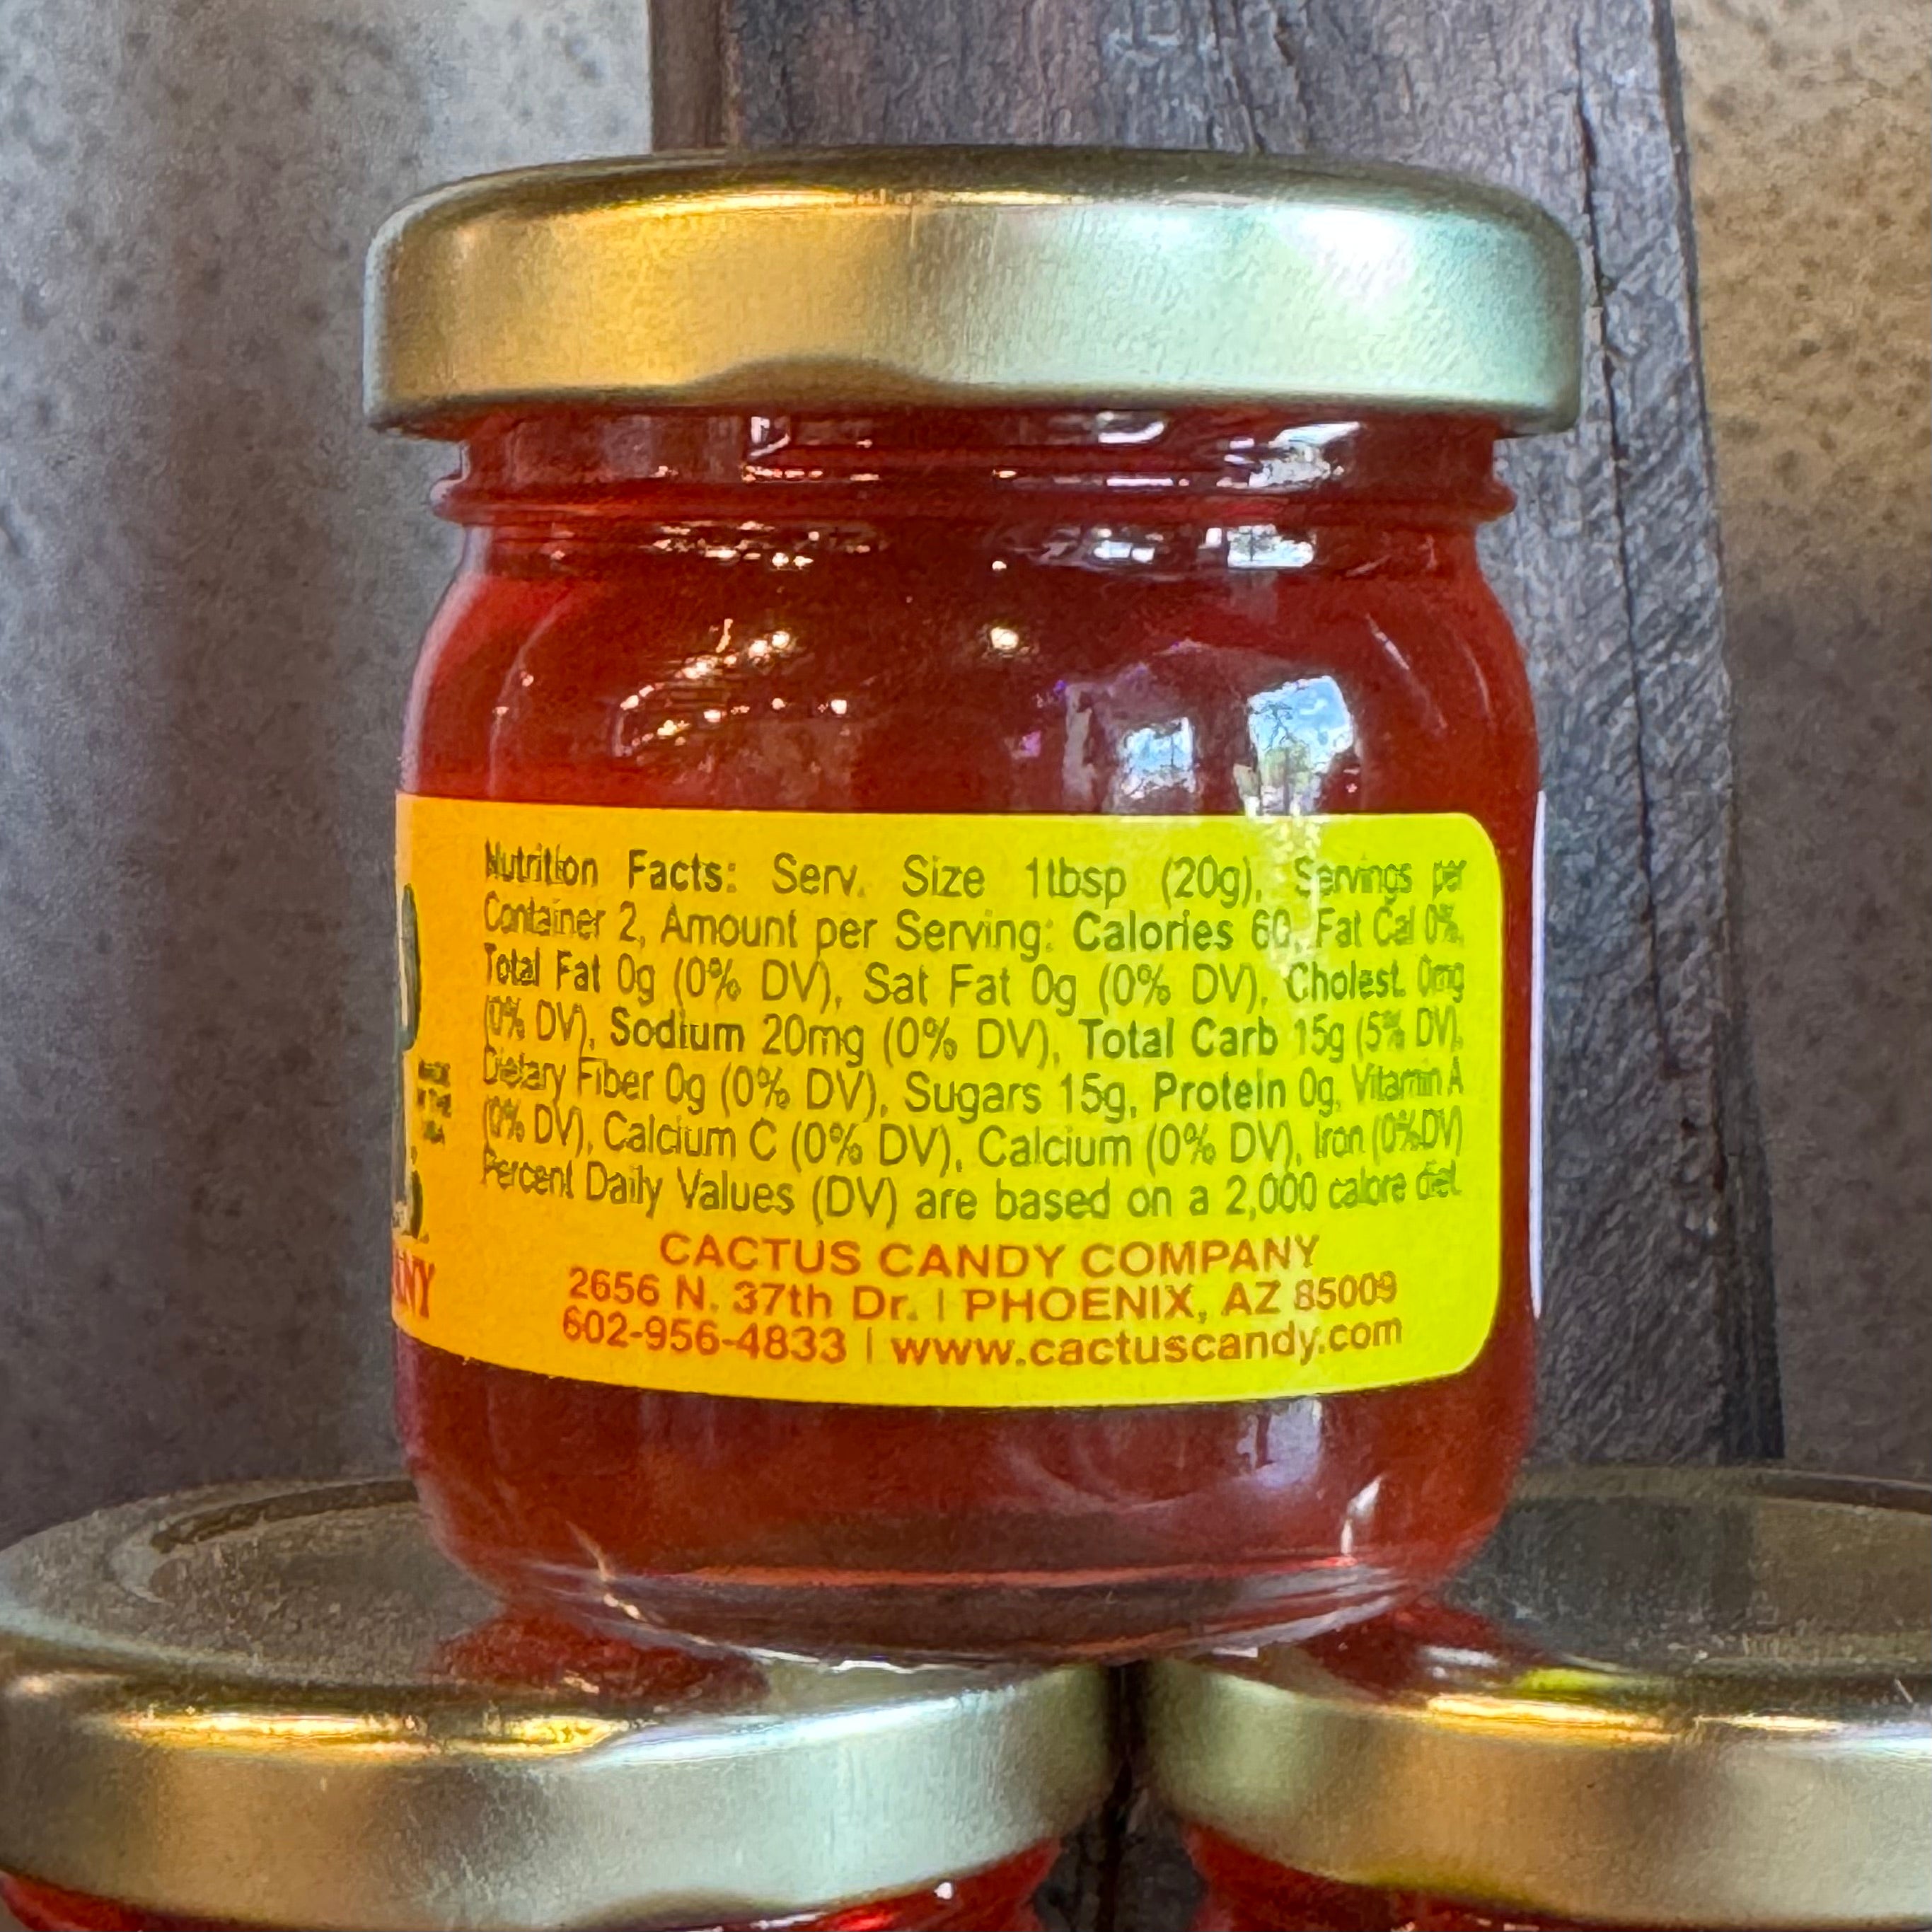 Nutrition Facts: Serv. Size 1tbsp (20g), Servings per
Container 2, Amount per Serving: Calories 60, Fat Cal 0%,
Total Fat 0g (0% DV), Sat Fat 0g (0% DV), Cholest. 0mg
(0% DV), Sodium 20mg (0% DV), Total Carb 15g (5% DV),
Dietary Fiber 0g (0% DV), Sugars 15g, Protein 0g, Vitamin A
(0% DV), Calcium C (0% DV), Calcium (0% DV), Iron (0%DV)
Percent Daily Values (DV) are based on a 2,000 calorie diet.
CACTUS CANDY COMPANY
2656 N. 37th Dr. | PHOENIX, AZ 85009
602-956-4833 | www.cactuscandy.com